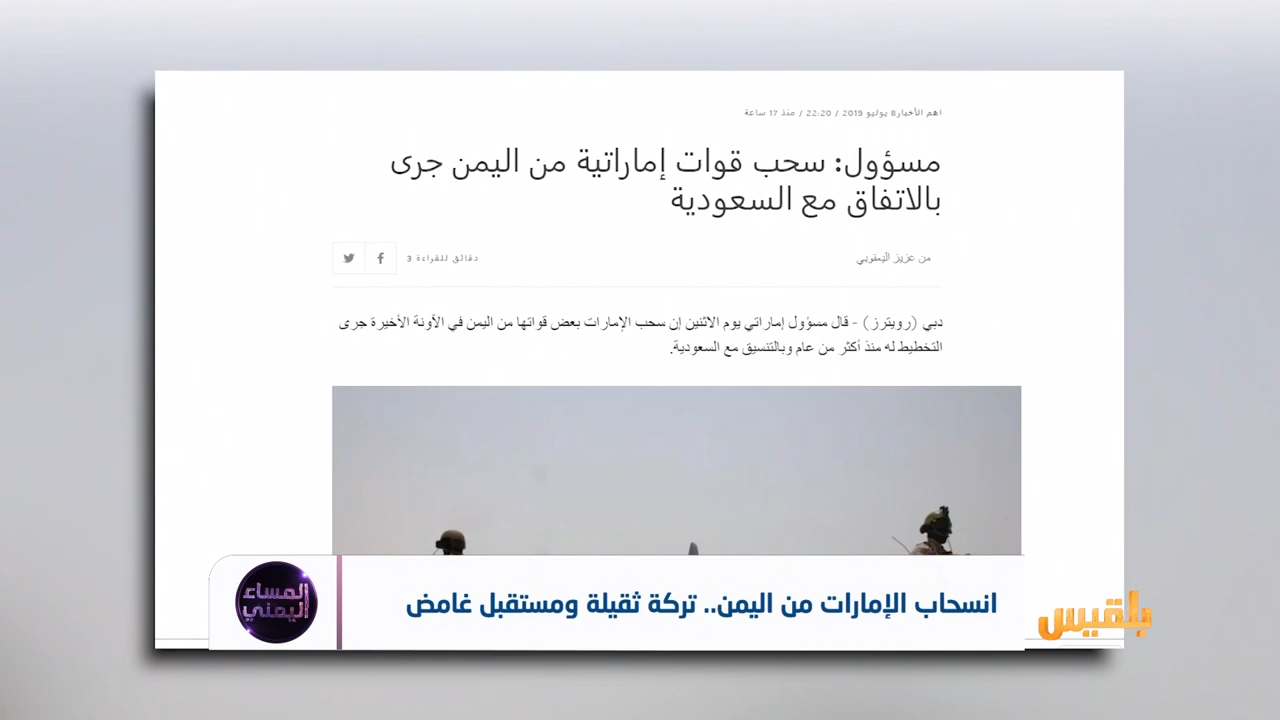 اهم الأخبار8 يوليو 2019 / 22:20 / منذ 17 ساعة
مسؤول: سحب قوات إماراتية من اليمن جرى
بالاتفاق مع السعودية
من عزيز اليعقوبي
دقائق للقراءة 3
دبي (رويترز) - قال مسؤول إماراتي يوم الاثنين إن سحب الإمارات بعض قواتها من اليمن في الآونة الأخيرة جرى
التخطيط له منذ أكثر من عام وبالتنسيق مع السعودية.
انسحاب الإمارات من اليمن.. تركة ثقيلة ومستقبل غامض
المساء
اليمني
بلقيس